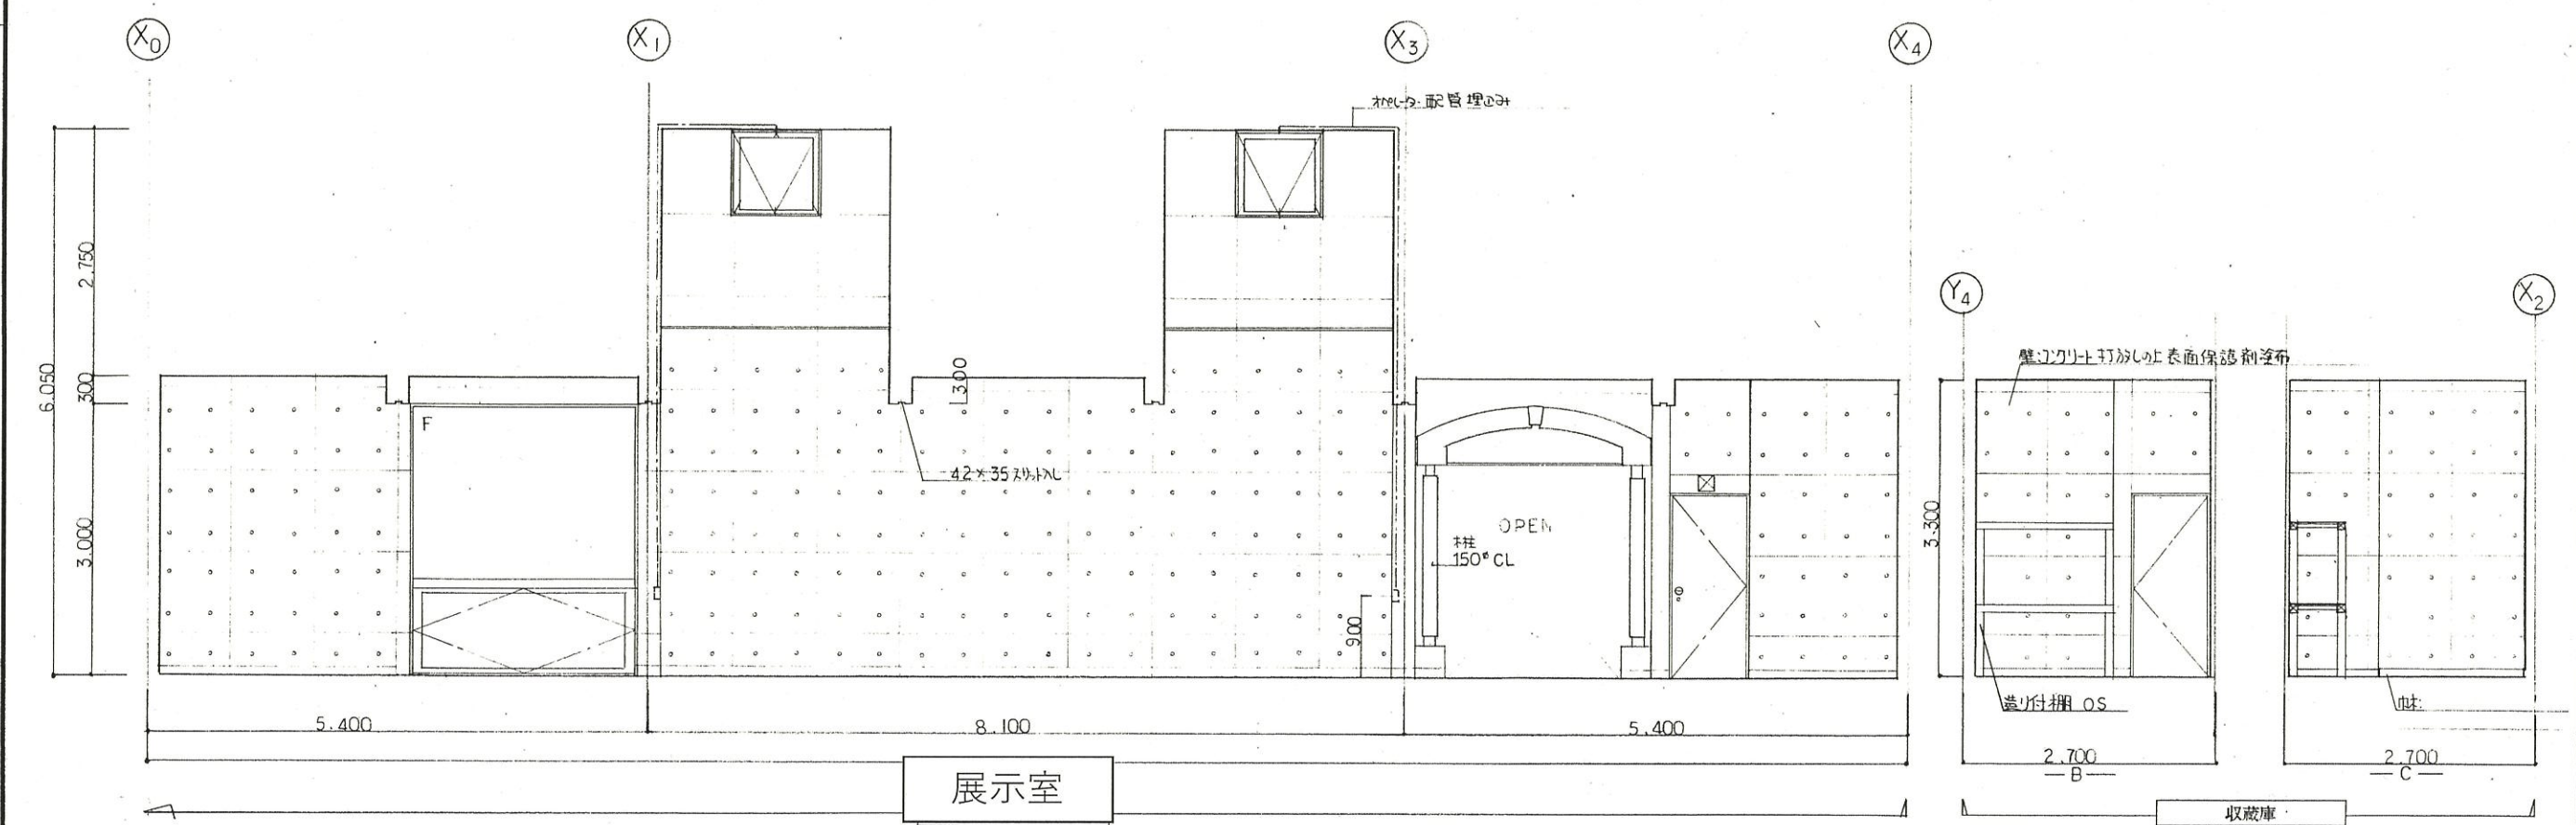 X0
X1
X3
X4
オペレーター配管埋込み
2.750
6.050
300
3.000
300
F
42×35スリット入し
OPEN
木柱
150φCL
900
5.400
8.100
5.400
展示室
Y4
X2
壁:コンクリート打放しの上表面保護剤塗布
3.300
造り付棚 OS
巾木:
2.700
B
2.700
C
収蔵庫